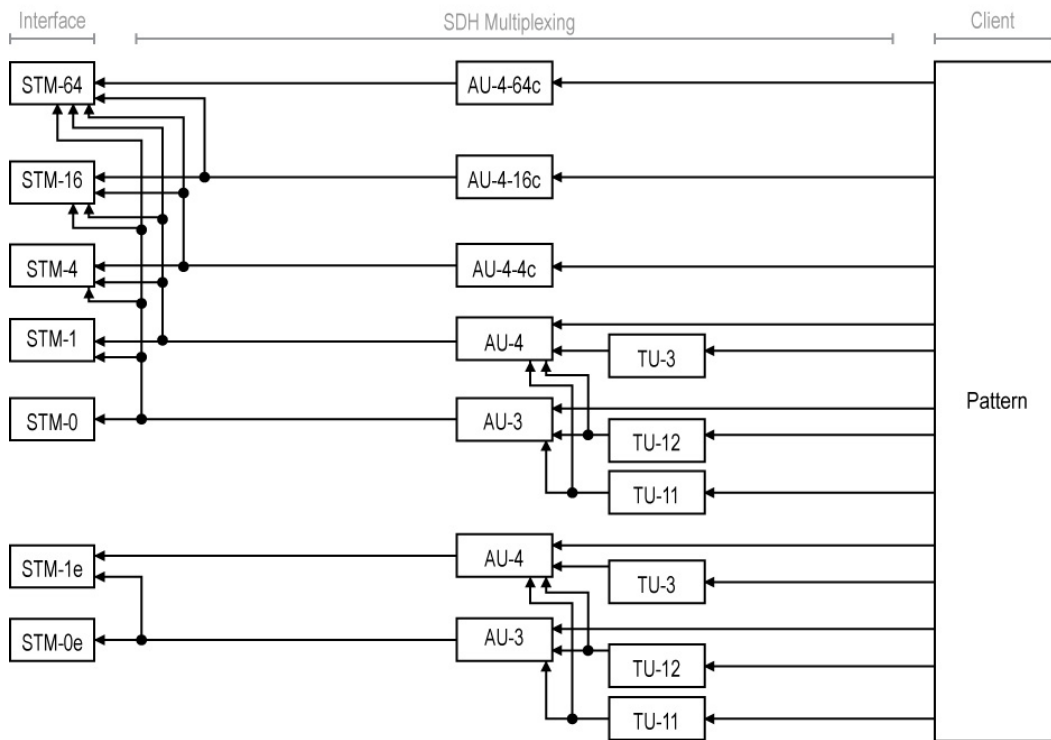 Interface
SDH Multiplexing
Client
STM-64
AU-4-64c
STM-16
AU-4-16c
STM-4
AU-4-4c
STM-1
AU-4
TU-3
STM-0
AU-3
Pattern
TU-12
TU-11
STM-1e
AU-4
TU-3
STM-0e
AU-3
TU-12
TU-11